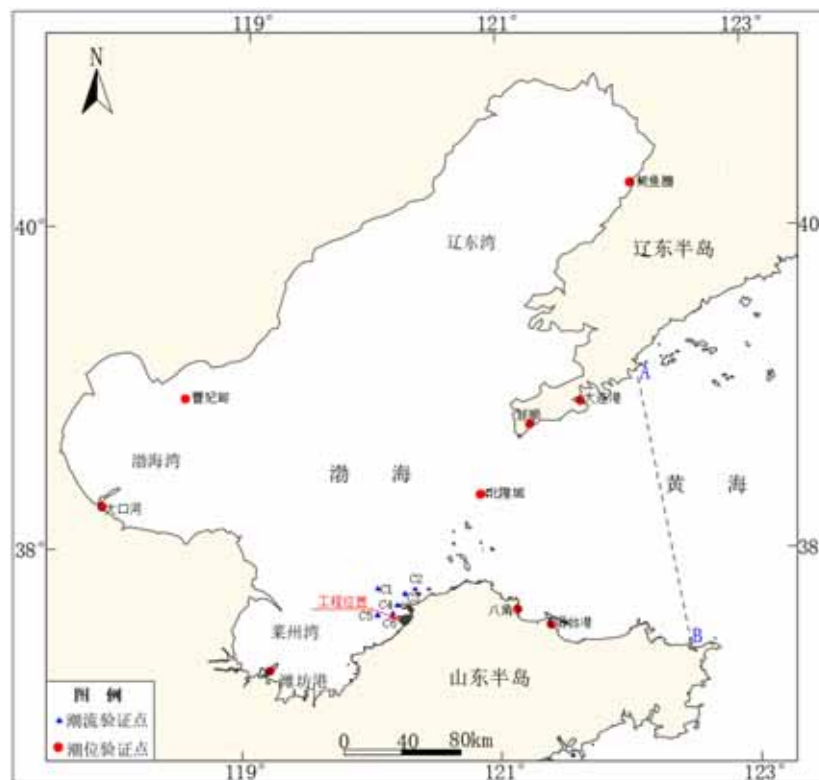 119°
121°
123°
N
鲅鱼圈
40°
40°
辽东湾
辽东半岛
A
大连港
曹妃甸
旅顺
渤海湾
渤 海
黄 海
北隍城
大口河
38°
38°
C1
C2
C4
工程位置
八角
C5
C6
莱州湾
B
潍坊港
山东半岛
图 例
潮流验证点
潮位验证点
0 40 80km
119°
121°
123°